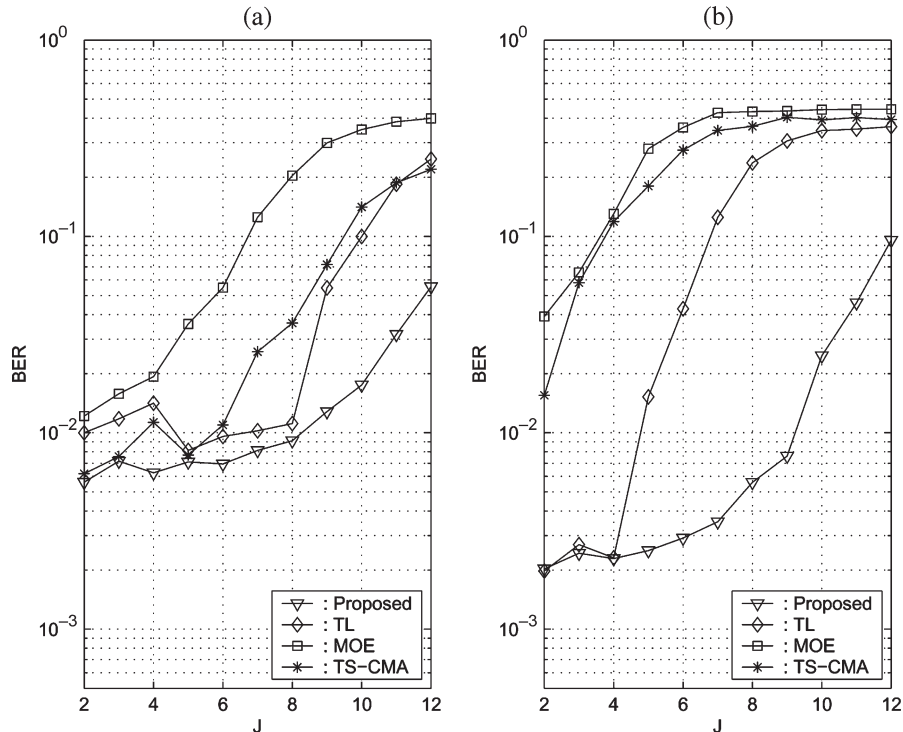 (a)
(b)
10^0
10^-1
10^-2
10^-3
BER
2 4 6 8 10 12
J
: Proposed
: TL
: MOE
: TS-CMA
10^0
10^-1
10^-2
10^-3
BER
2 4 6 8 10 12
J
: Proposed
: TL
: MOE
: TS-CMA